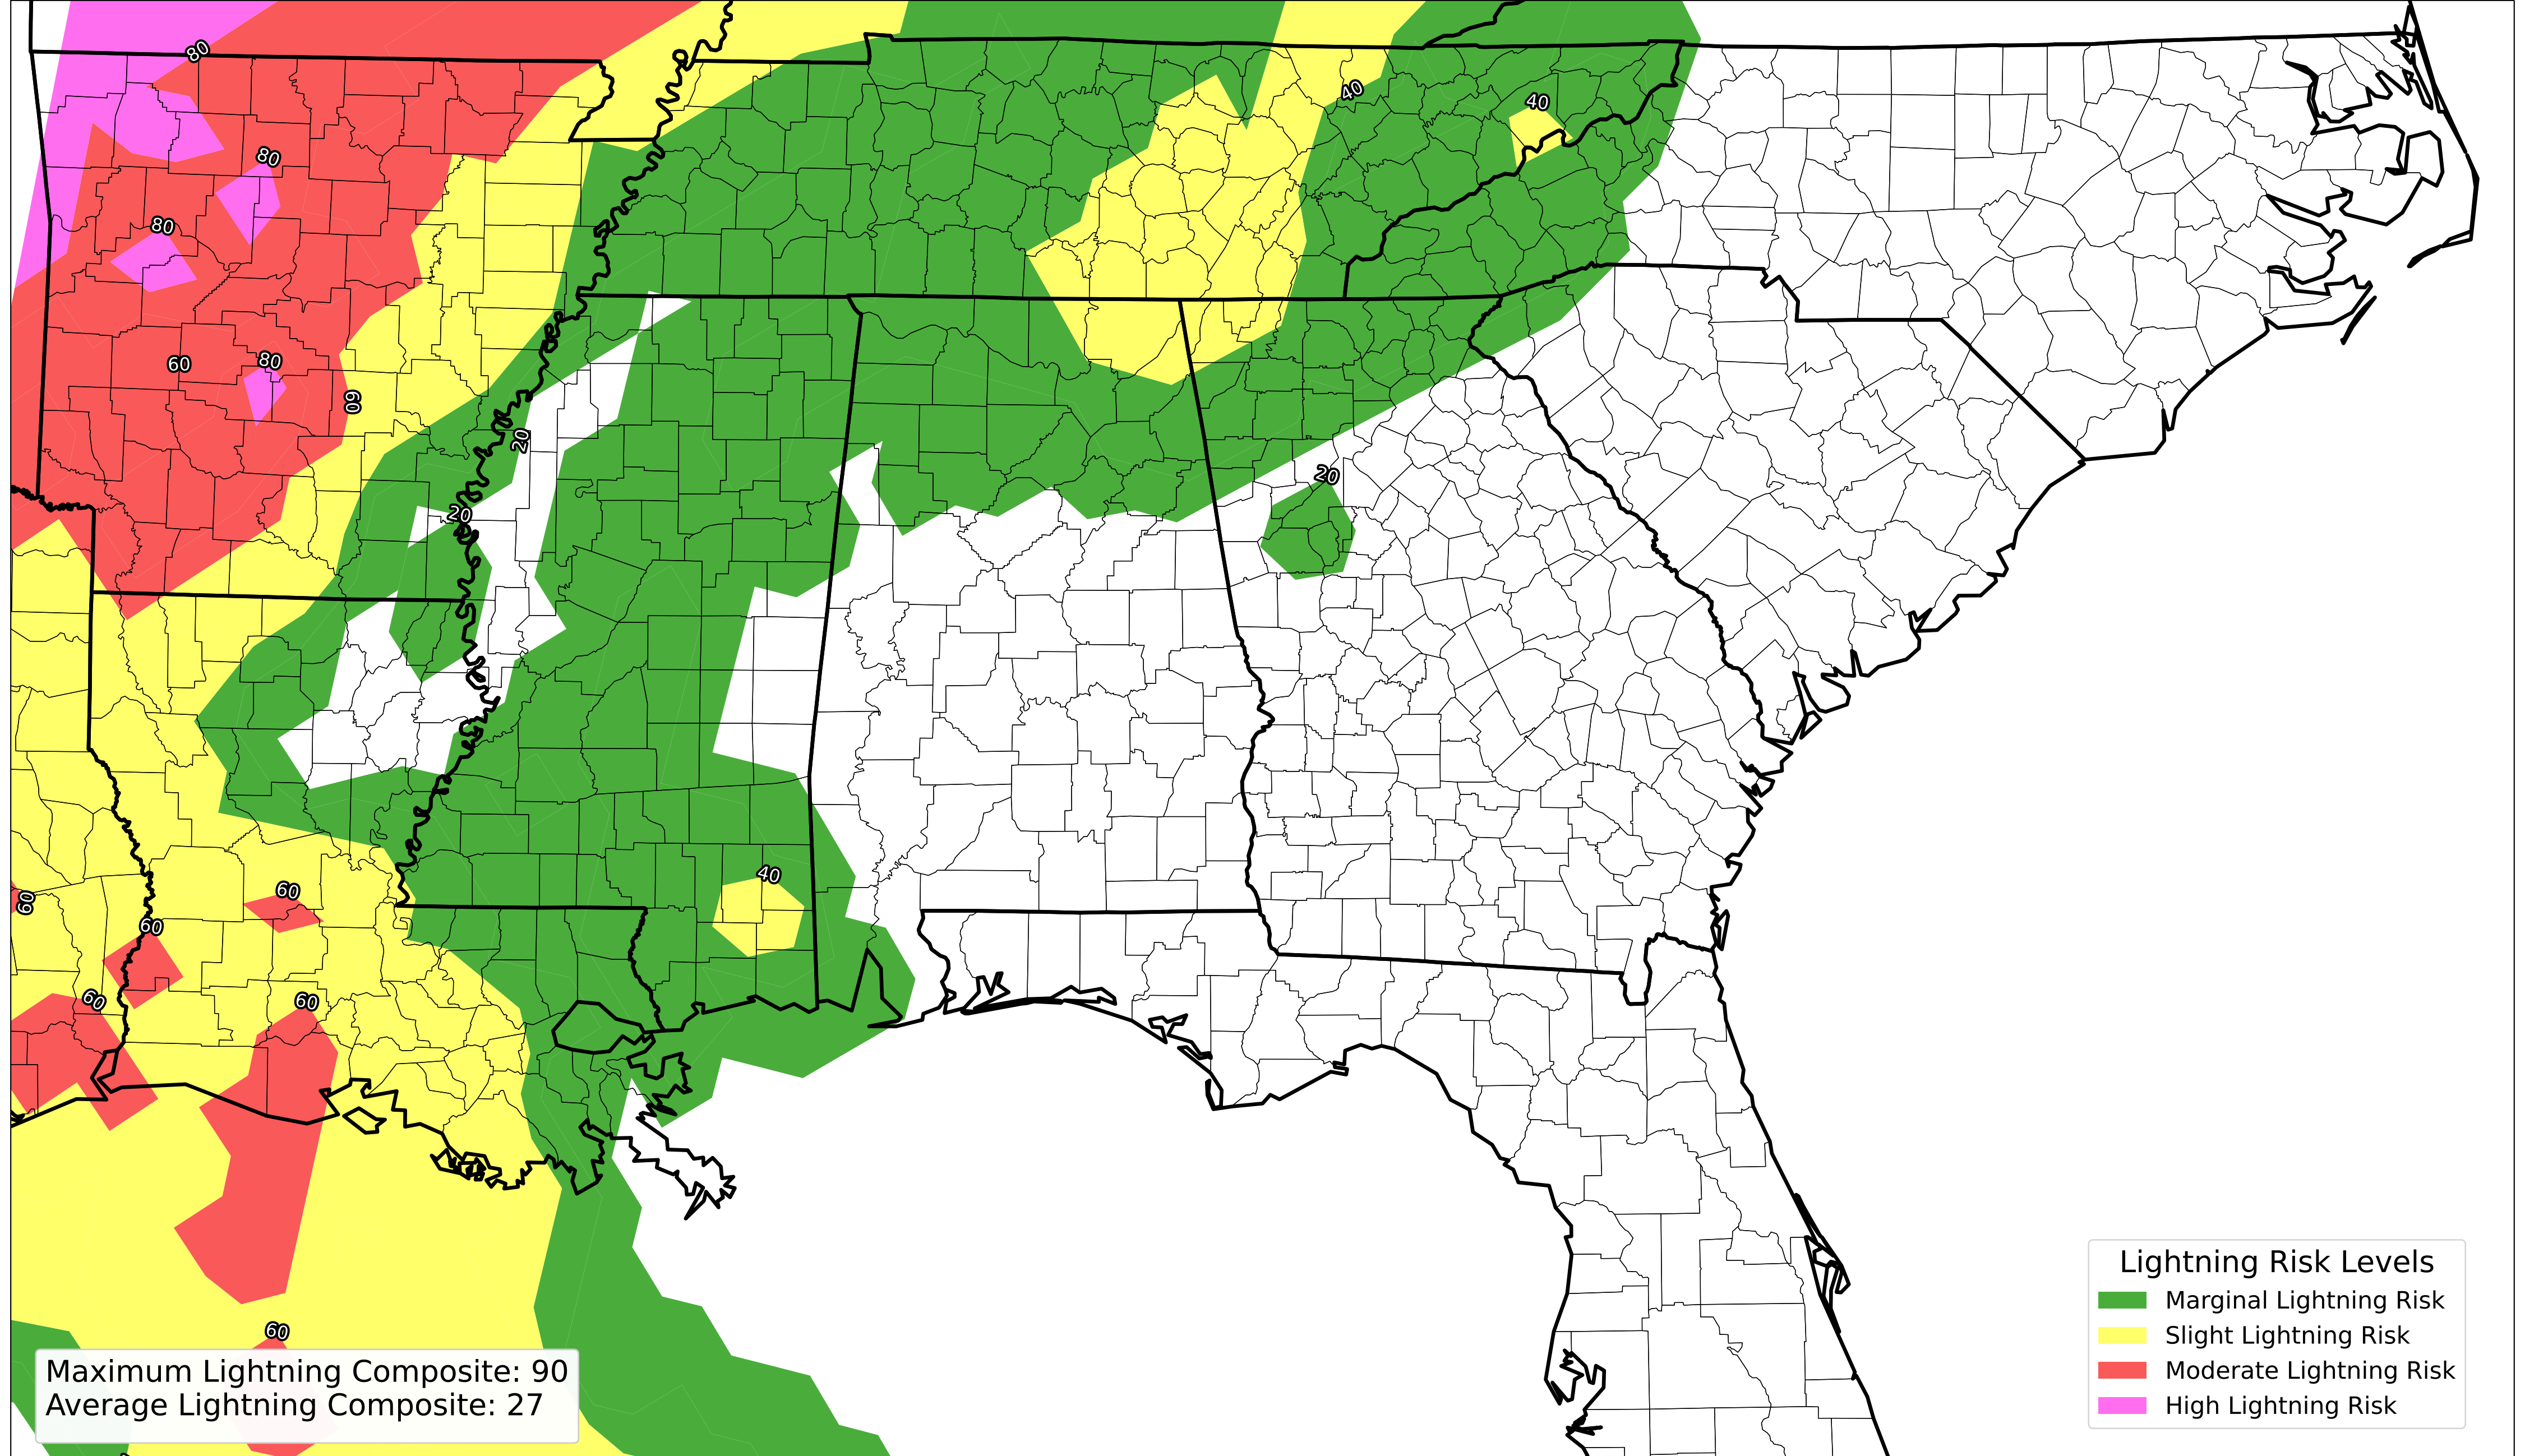 80
40
40
80
80
60
80
60
20
20
20
40
60
60
60
60
60
60
Maximum Lightning Composite: 90
Average Lightning Composite: 27
Lightning Risk Levels
Marginal Lightning Risk
Slight Lightning Risk
Moderate Lightning Risk
High Lightning Risk